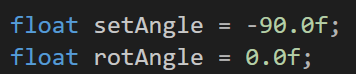 float setAngle = -90.0f;
float rotAngle = 0.0f;